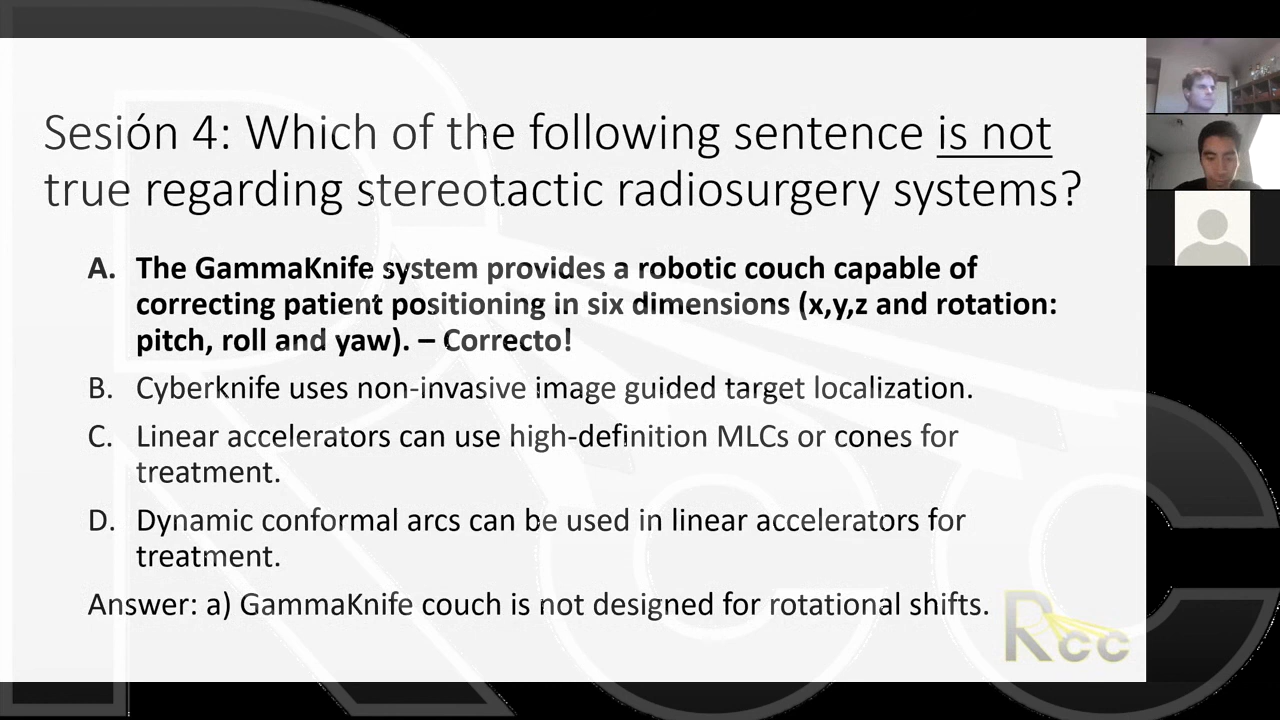 Sesión 4: Which of the following sentence is not
true regarding stereotactic radiosurgery systems?
A. The GammaKnife system provides a robotic couch capable of
correcting patient positioning in six dimensions (x,y,z and rotation:
pitch, roll and yaw). – Correcto!
B. Cyberknife uses non-invasive image guided target localization.
C. Linear accelerators can use high-definition MLCs or cones for
treatment.
D. Dynamic conformal arcs can be used in linear accelerators for
treatment.
Answer: a) GammaKnife couch is not designed for rotational shifts.
Rcc